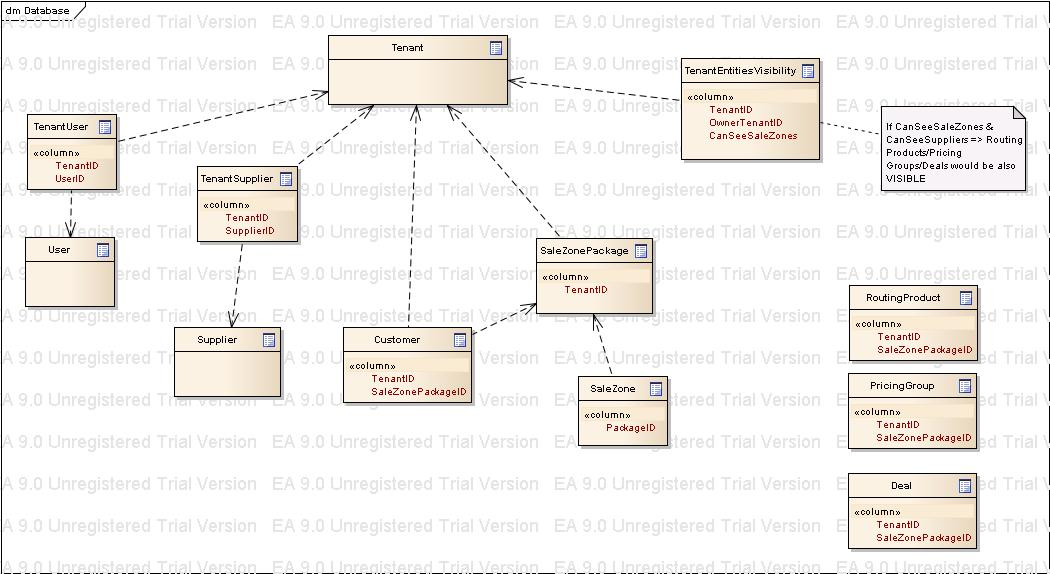 dm Database
EA 9.0 Unregistered Trial Version
Tenant
TenantEntitiesVisibility
«column»
TenantID
OwnerTenantID
CanSeeSaleZones
If CanSeeSaleZones &
CanSeeSuppliers => Routing
Products/Pricing
Groups/Deals would be also
VISIBLE
TenantUser
«column»
TenantID
UserID
TenantSupplier
«column»
TenantID
SupplierID
User
SaleZonePackage
«column»
TenantID
RoutingProduct
«column»
TenantID
SaleZonePackageID
Supplier
Customer
«column»
TenantID
SaleZonePackageID
SaleZone
«column»
PackageID
PricingGroup
«column»
TenantID
SaleZonePackageID
Deal
«column»
TenantID
SaleZonePackageID